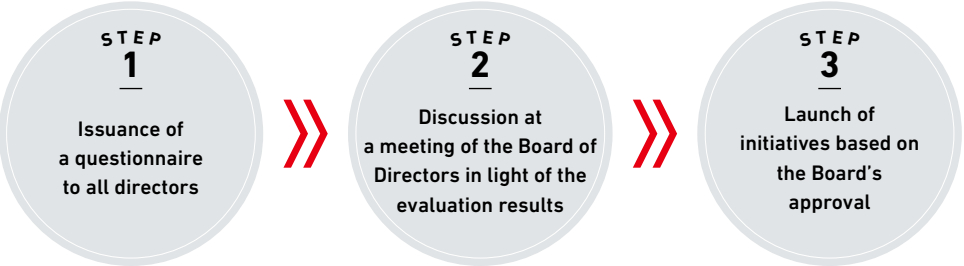 STEP
1
Issuance of
a questionnaire
to all directors
STEP
2
Discussion at
a meeting of the Board of
Directors in light of the
evaluation results
STEP
3
Launch of
initiatives based on
the Board's
approval